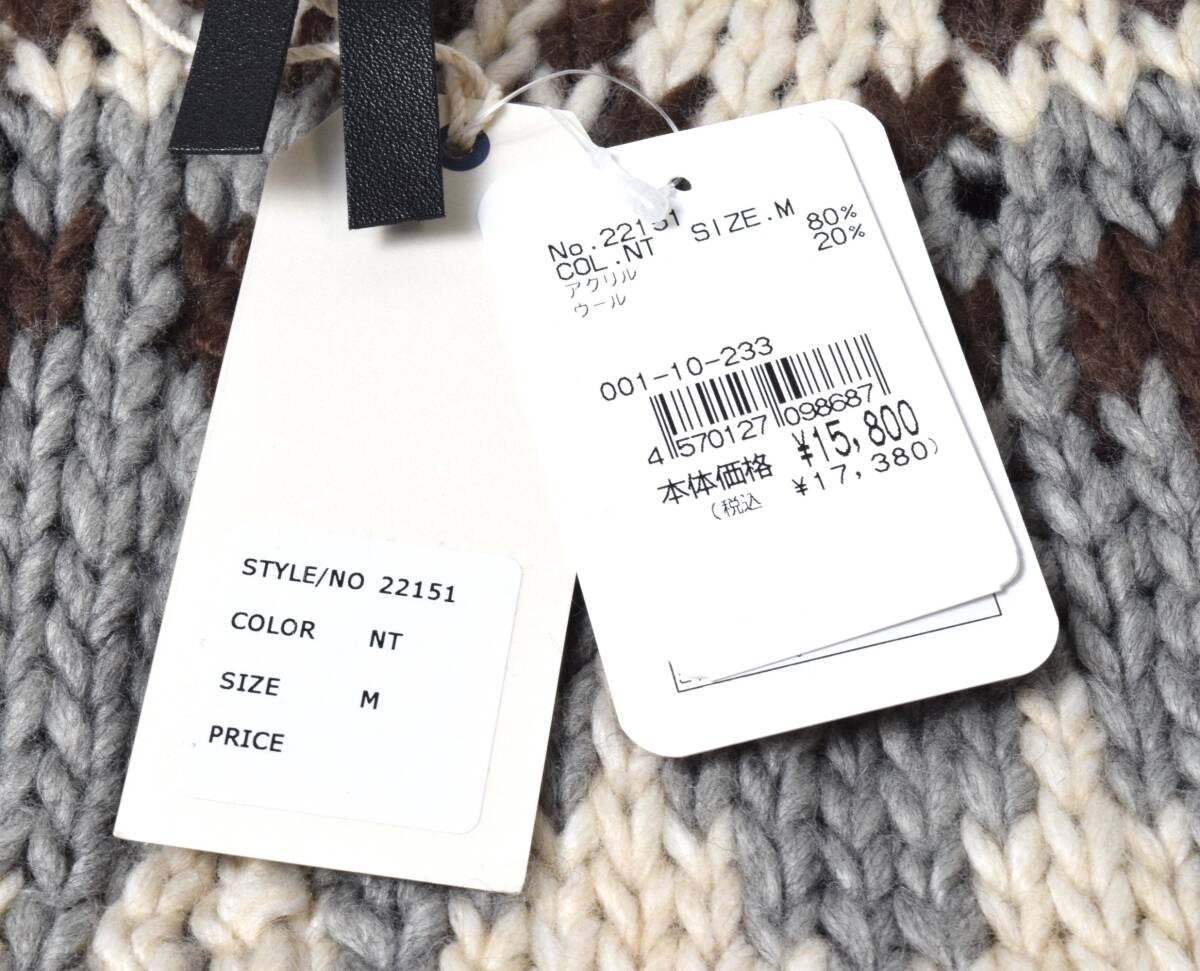 STYLE/NO 22151
COLOR NT
SIZE M
PRICE
No.22151 SIZE.M
COL.NT
アクリル 80%
ウール 20%
001-10-233
4 570127 098687
本体価格 ¥15,800
(税込 ¥17,380)